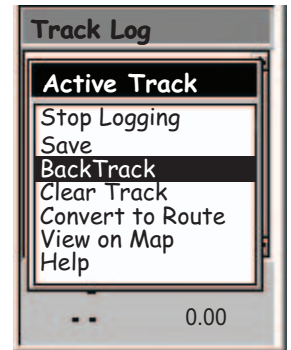 Track Log
Active Track
Stop Logging
Save
BackTrack
Clear Track
Convert to Route
View on Map
Help
0.00